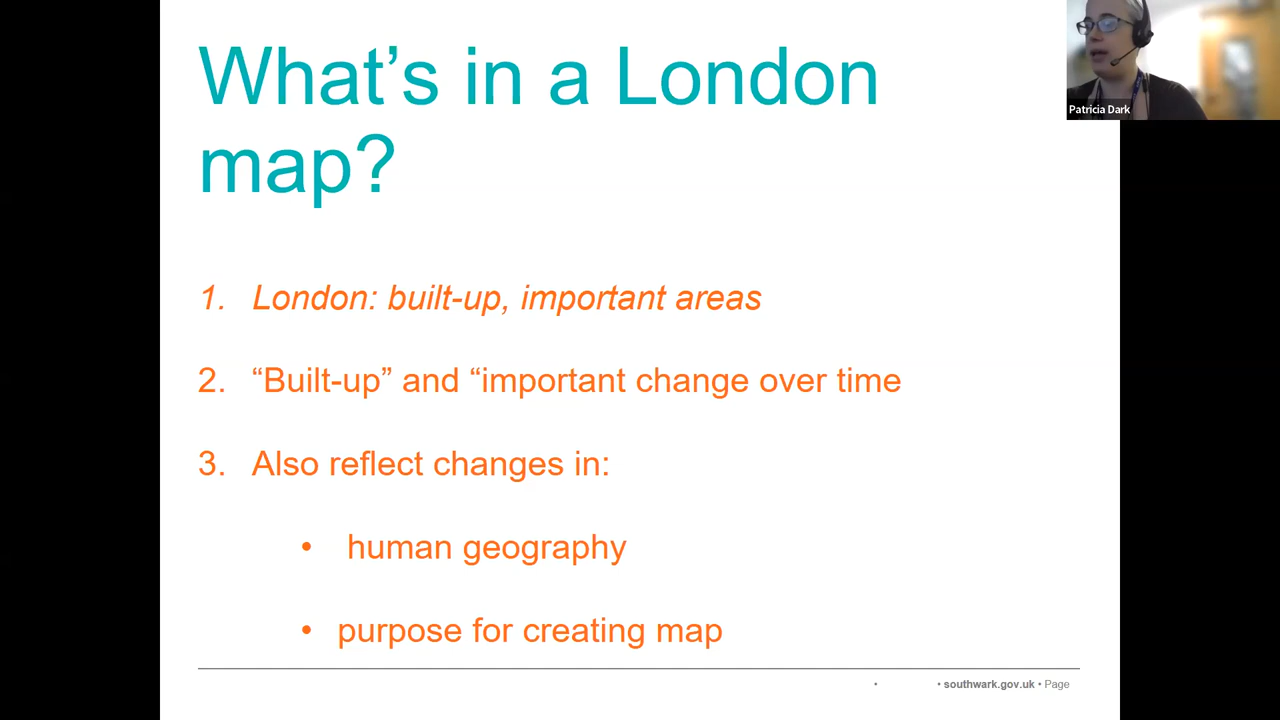 What's in a London
map?
Patricia Dark
1. London: built-up, important areas
2. “Built-up” and “important change over time
3. Also reflect changes in:
• human geography
• purpose for creating map
• • southwark.gov.uk • Page